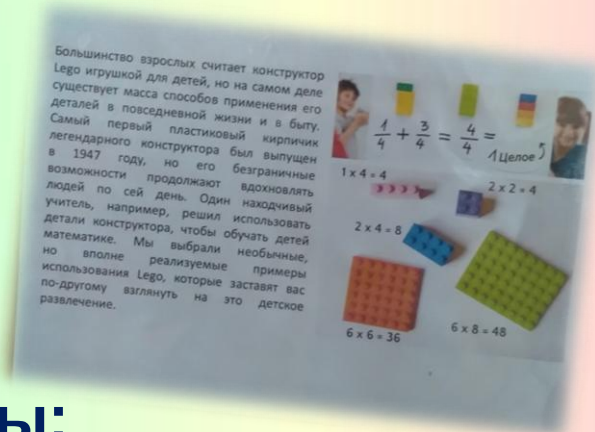 Большинство взрослых считает конструктор
Lego игрушкой для детей, но на самом деле
существует масса способов применения его
деталей в повседневной жизни и в быту.
Самый первый пластиковый кирпичик
легендарного конструктора был выпущен
в 1947 году, но его безграничные
возможности продолжают вдохновлять
людей по сей день. Один находчивый
учитель, например, решил использовать
детали конструктора, чтобы обучать детей
математике. Мы выбрали необычные,
но вполне реализуемые примеры
использования Lego, которые заставят вас
по-другому взглянуть на это детское
развлечение.
1/4 + 3/4 = 4/4 =
1 Целое
1 x 4 = 4
2 x 2 = 4
2 x 4 = 8
6 x 6 = 36
6 x 8 = 48
ы: